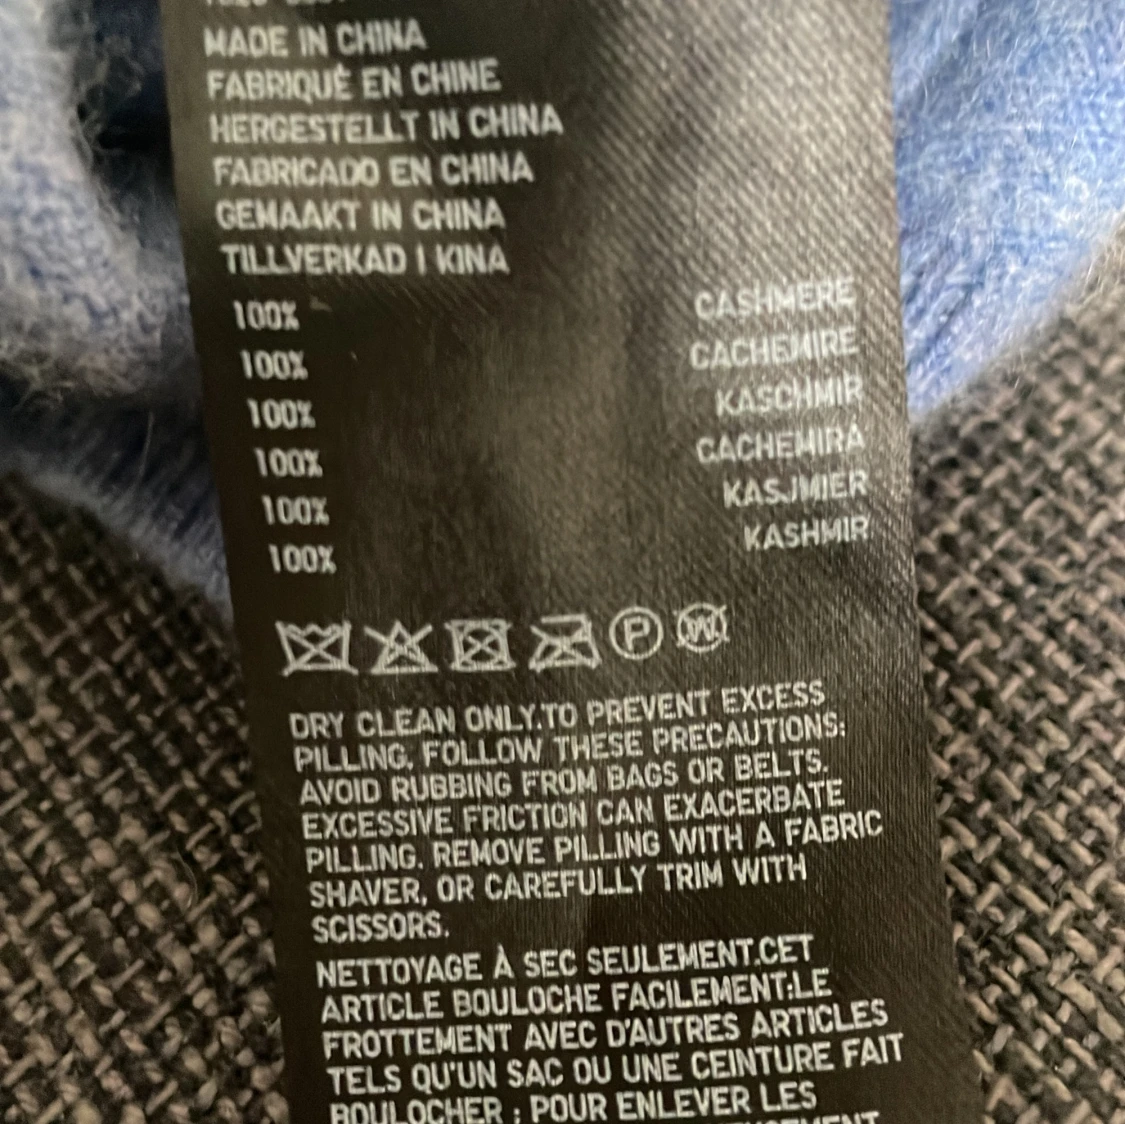 MADE IN CHINA
FABRIQUÉ EN CHINE
HERGESTELLT IN CHINA
FABRICADO EN CHINA
GEMAAKT IN CHINA
TILLVERKAD I KINA
100% CASHMERE
100% CACHEMIRE
100% KASCHMIR
100% CACHEMIRA
100% KASJMIER
100% KASHMIR
P W
DRY CLEAN ONLY.TO PREVENT EXCESS
PILLING, FOLLOW THESE PRECAUTIONS:
AVOID RUBBING FROM BAGS OR BELTS.
EXCESSIVE FRICTION CAN EXACERBATE
PILLING. REMOVE PILLING WITH A FABRIC
SHAVER, OR CAREFULLY TRIM WITH
SCISSORS.
NETTOYAGE À SEC SEULEMENT.CET
ARTICLE BOULOCHE FACILEMENT:LE
FROTTEMENT AVEC D'AUTRES ARTICLES
TELS QU'UN SAC OU UNE CEINTURE FAIT
BOULOCHER ; POUR ENLEVER LES